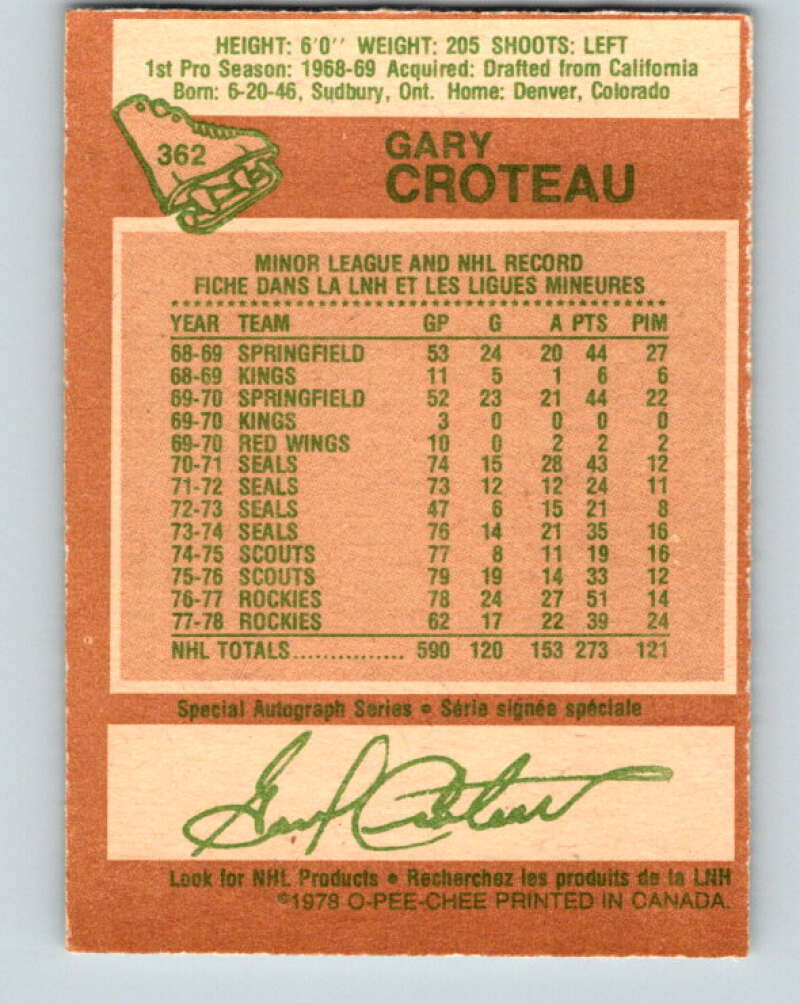 HEIGHT: 6'0'' WEIGHT: 205 SHOOTS: LEFT
1st Pro Season: 1968-69 Acquired: Drafted from California
Born: 6-20-46, Sudbury, Ont. Home: Denver, Colorado
362
GARY
CROTEAU
MINOR LEAGUE AND NHL RECORD
FICHE DANS LA LNH ET LES LIGUES MINEURES
YEAR TEAM GP G A PTS PIM
68-69 SPRINGFIELD 53 24 20 44 27
68-69 KINGS 11 5 1 6 6
69-70 SPRINGFIELD 52 23 21 44 22
69-70 KINGS 3 0 0 0 0
69-70 RED WINGS 10 0 2 2 2
70-71 SEALS 74 15 28 43 12
71-72 SEALS 73 12 12 24 11
72-73 SEALS 47 6 15 21 8
73-74 SEALS 76 14 21 35 16
74-75 SCOUTS 77 8 11 19 16
75-76 SCOUTS 79 19 14 33 12
76-77 ROCKIES 78 24 27 51 14
77-78 ROCKIES 62 17 22 39 24
NHL TOTALS............... 590 120 153 273 121
Special Autograph Series • Série signée spéciale
Gary Croteau
Look for NHL Products • Recherchez les produits de la LNH
©1978 O-PEE-CHEE PRINTED IN CANADA.